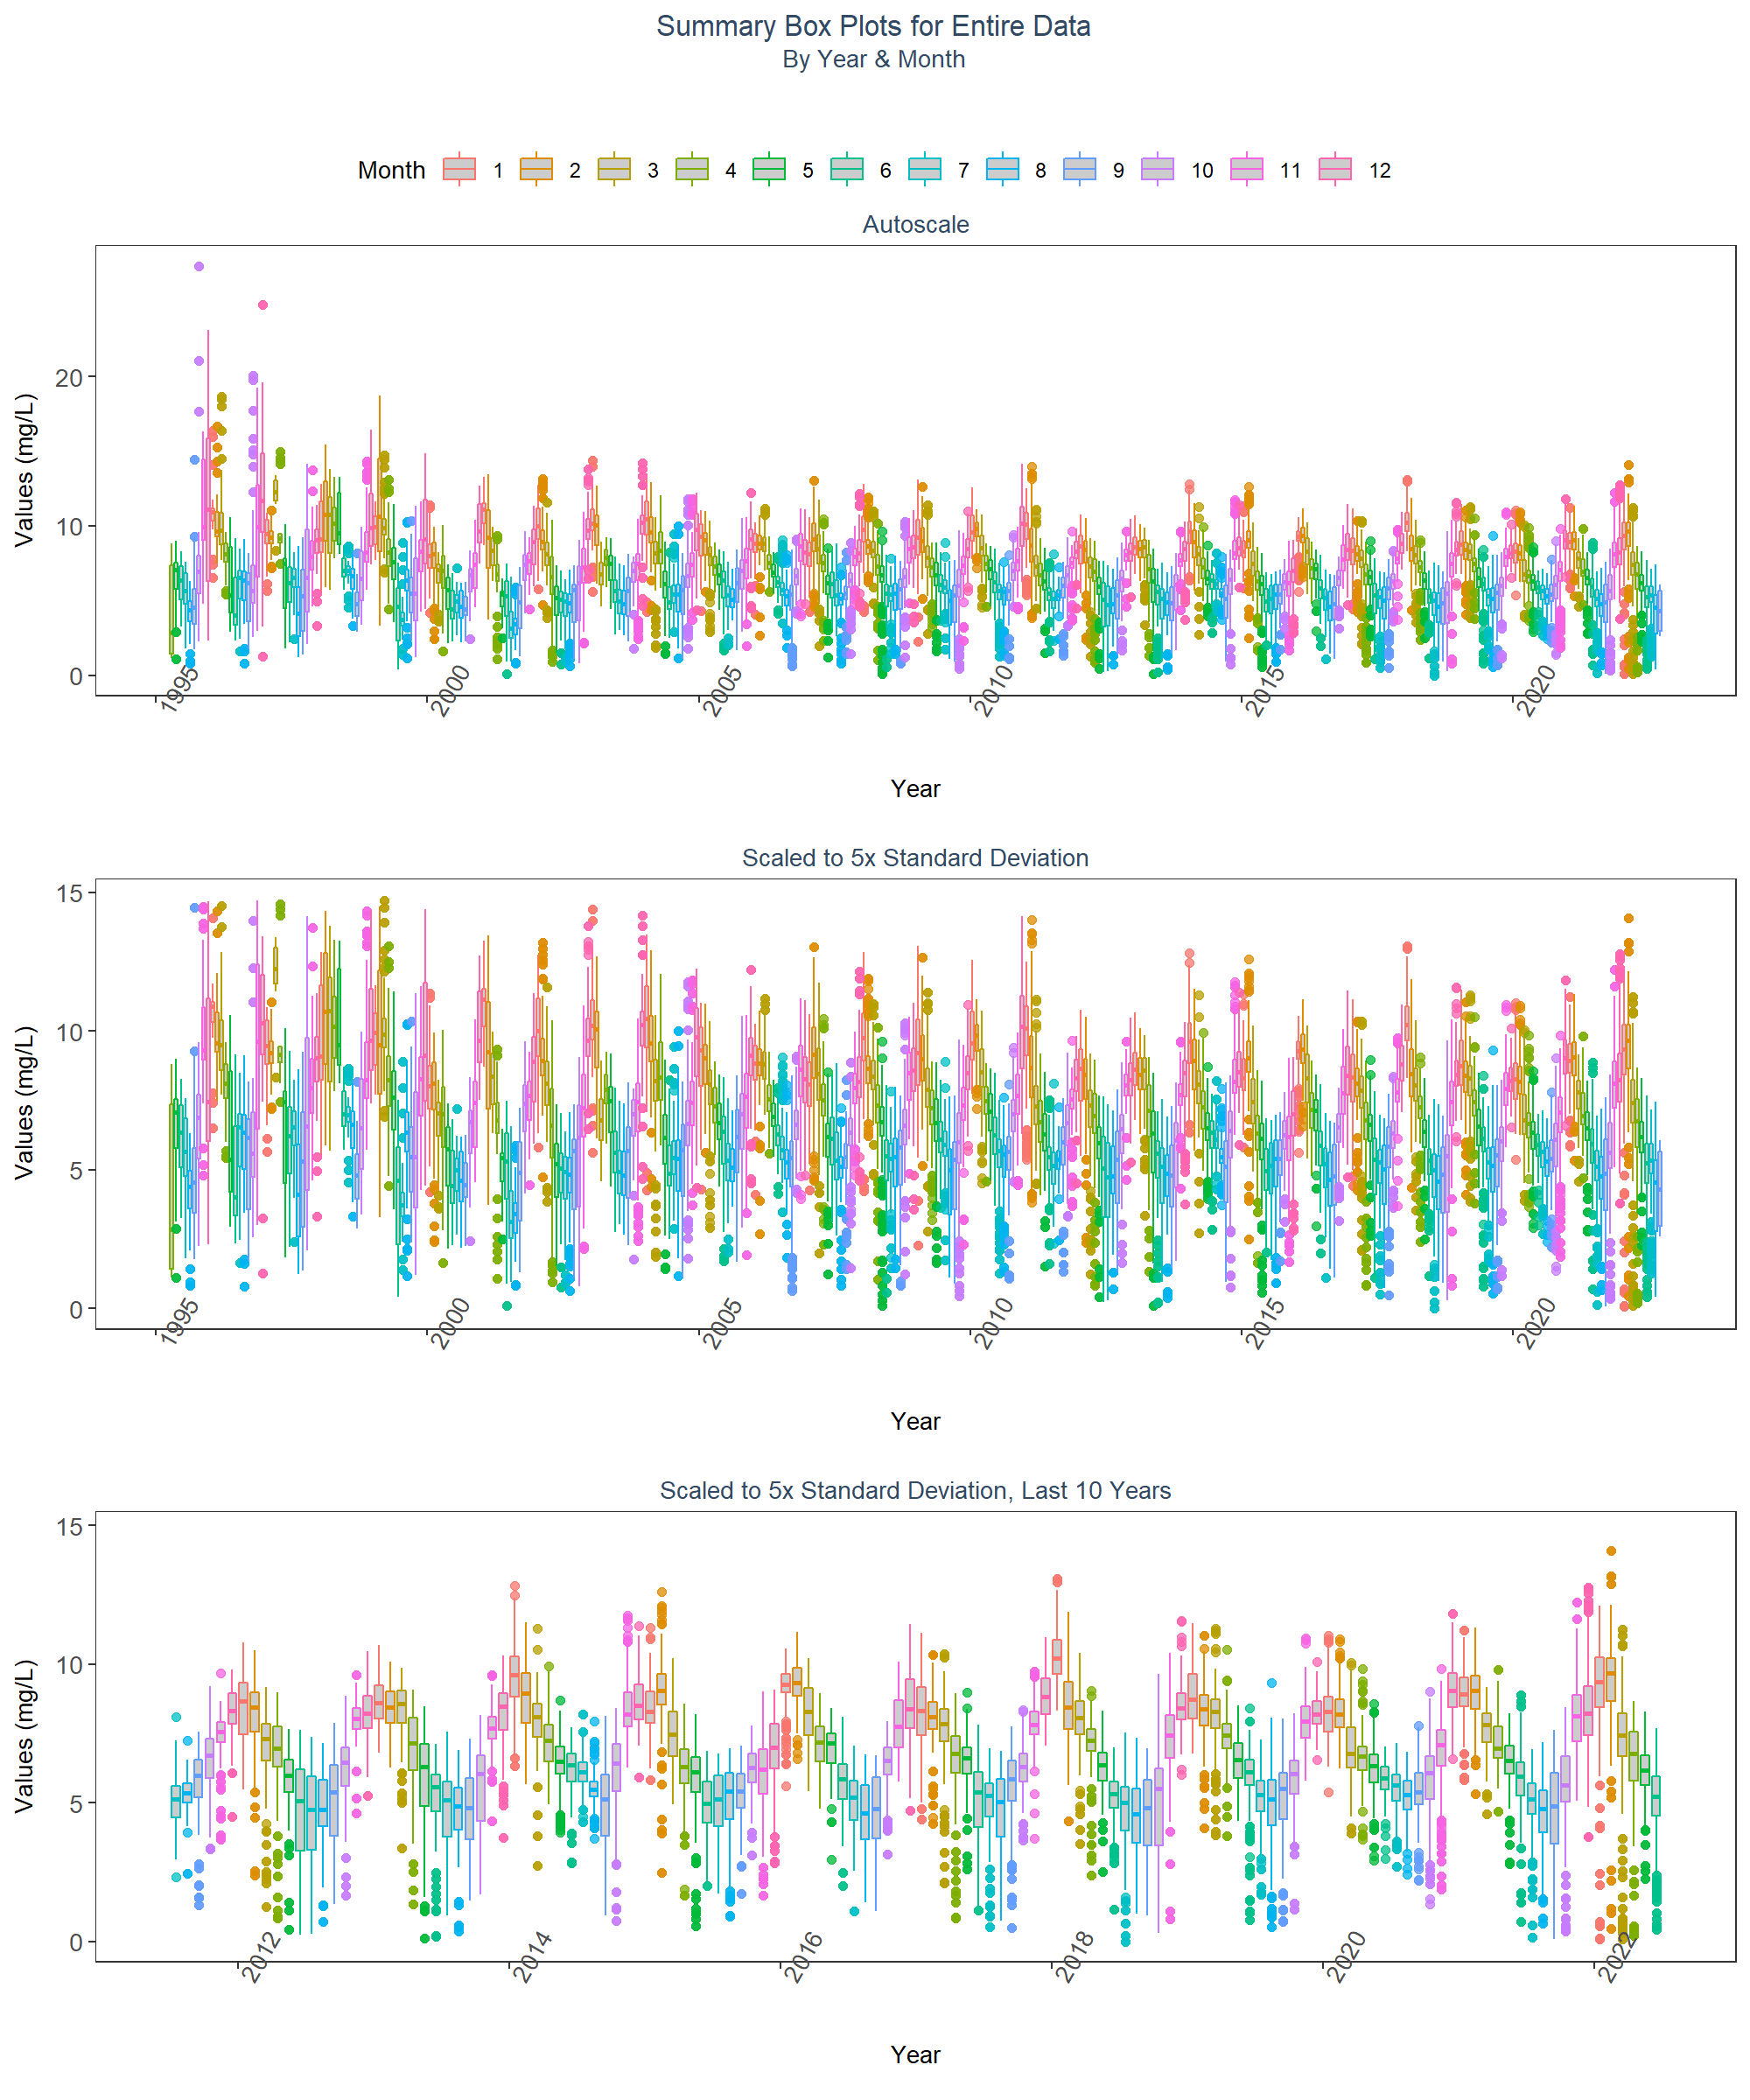 Summary Box Plots for Entire Data
By Year & Month
Month 1 2 3 4 5 6 7 8 9 10 11 12
Autoscale
Values (mg/L)
20
10
0
1995 2000 2005 2010 2015 2020
Year
Scaled to 5x Standard Deviation
Values (mg/L)
15
10
5
0
1995 2000 2005 2010 2015 2020
Year
Scaled to 5x Standard Deviation, Last 10 Years
Values (mg/L)
15
10
5
0
2012 2014 2016 2018 2020 2022
Year